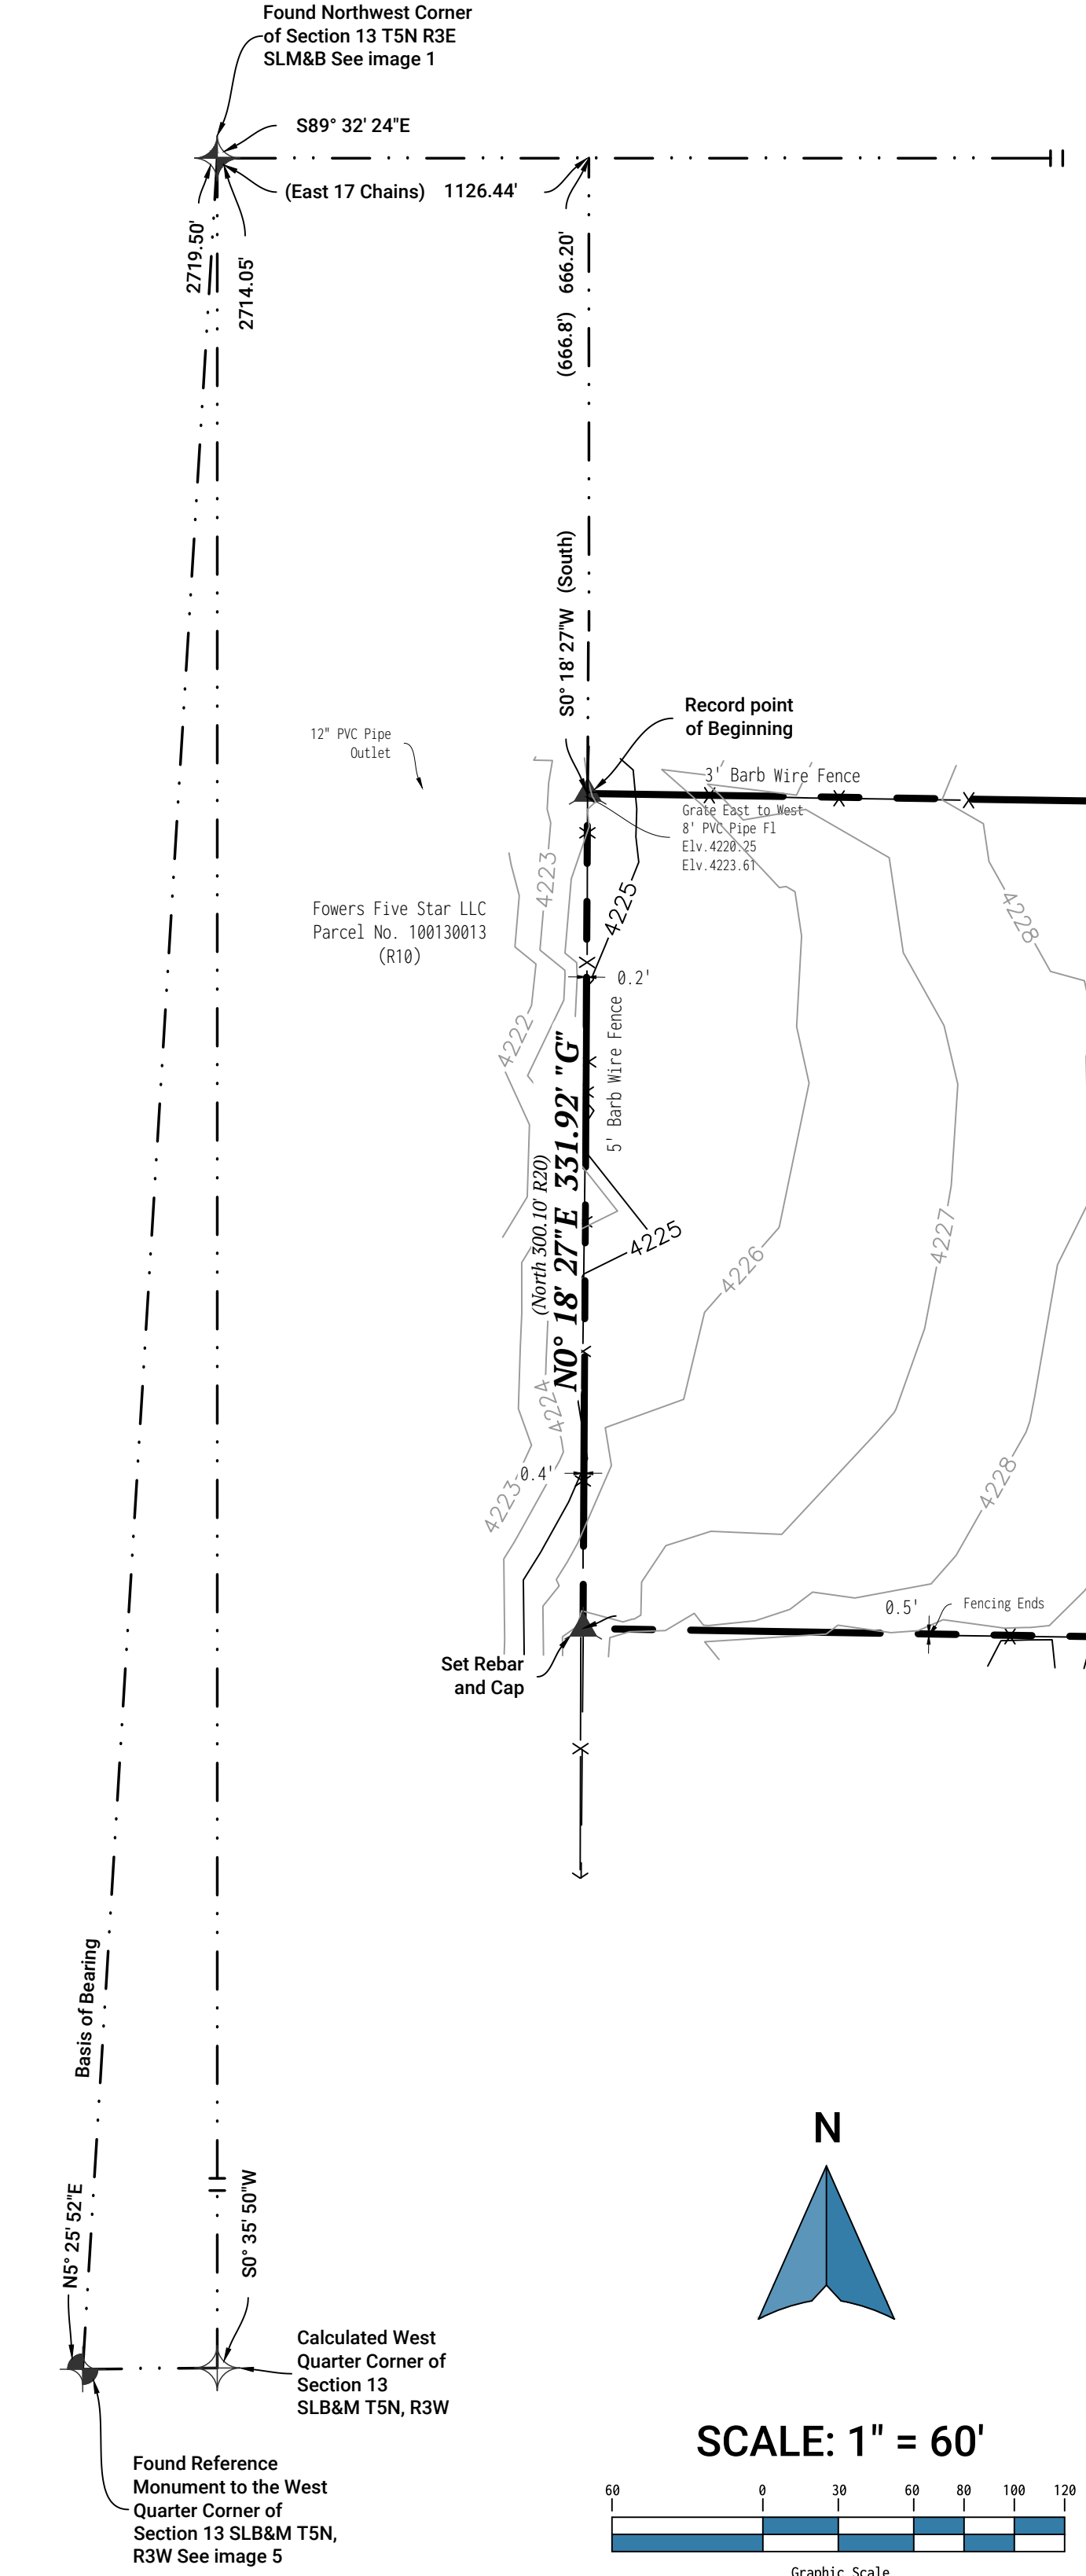 Found Northwest Corner
of Section 13 T5N R3E
SLM&B See image 1
S89° 32' 24"E
(East 17 Chains) 1126.44'
2719.50'
2714.05'
(666.8') 666.20'
S0° 18' 27"W (South)
Record point
of Beginning
12" PVC Pipe
Outlet
3' Barb Wire Fence
Grate East to West
8' PVC Pipe Fl
Elv.4220.25
Elv.4223.61
4223
4225
4228
Fowers Five Star LLC
Parcel No. 100130013
(R10)
0.2'
4222
5' Barb Wire Fence
N0° 18' 27"E 331.92' "G"
(North 300.10' R20)
4225
4226
4227
4224
0.4'
4223
4228
0.5'
Fencing Ends
Set Rebar
and Cap
Basis of Bearing
N5° 25' 52"E
S0° 35' 50"W
N
Calculated West
Quarter Corner of
Section 13
SLB&M T5N, R3W
SCALE: 1" = 60'
Found Reference
Monument to the West
Quarter Corner of
Section 13 SLB&M T5N,
R3W See image 5
60 0 30 60 80 100 120
Graphic Scale